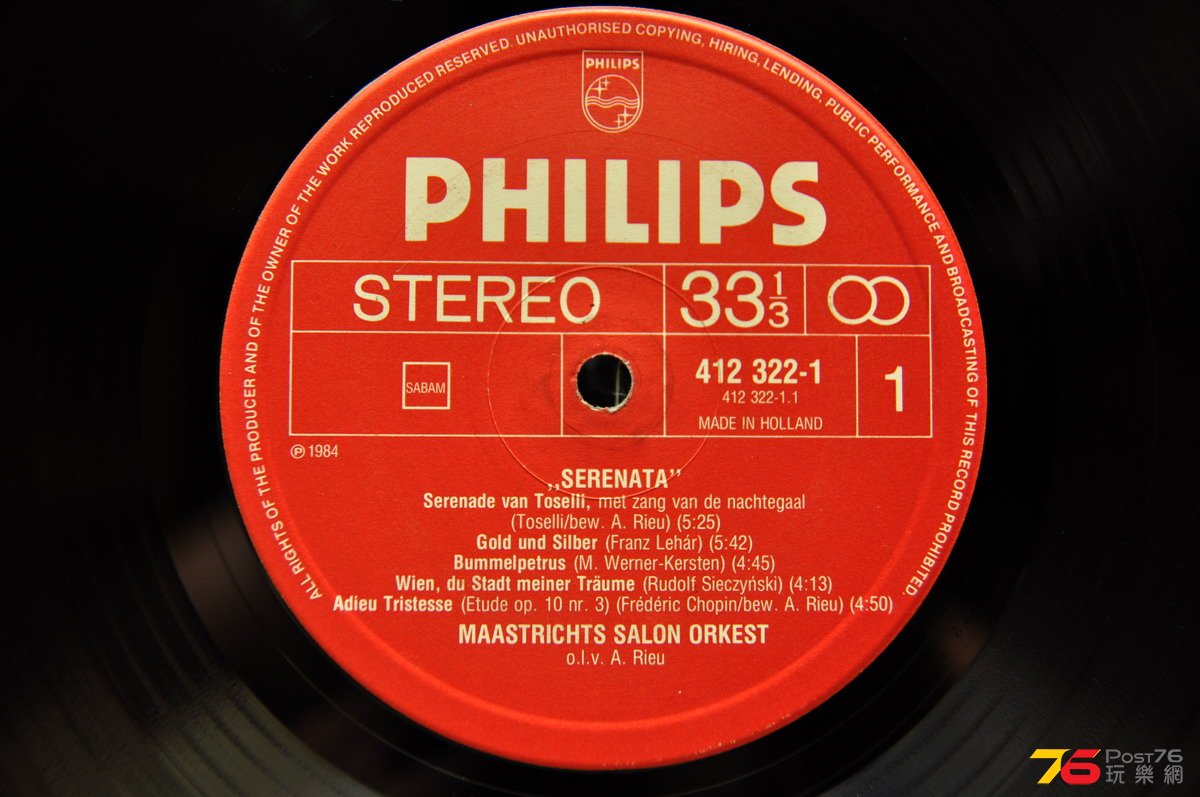 ALL RIGHTS OF THE PRODUCER AND OF THE OWNER OF THE WORK REPRODUCED RESERVED. UNAUTHORISED COPYING, HIRING, LENDING, PUBLIC PERFORMANCE AND BROADCASTING OF THIS RECORD PROHIBITED.
PHILIPS
PHILIPS
STEREO 33 1/3
SABAM
412 322-1
412 322-1.1
MADE IN HOLLAND
1
℗ 1984
,,SERENATA’’
Serenade van Toselli, met zang van de nachtegaal
(Toselli/bew. A. Rieu) (5:25)
Gold und Silber (Franz Lehár) (5:42)
Bummelpetrus (M. Werner-Kersten) (4:45)
Wien, du Stadt meiner Träume (Rudolf Sieczyński) (4:13)
Adieu Tristesse (Etude op. 10 nr. 3) (Frédéric Chopin/bew. A. Rieu) (4:50)
MAASTRICHTS SALON ORKEST
o.l.v. A. Rieu
76 POST76
玩樂網